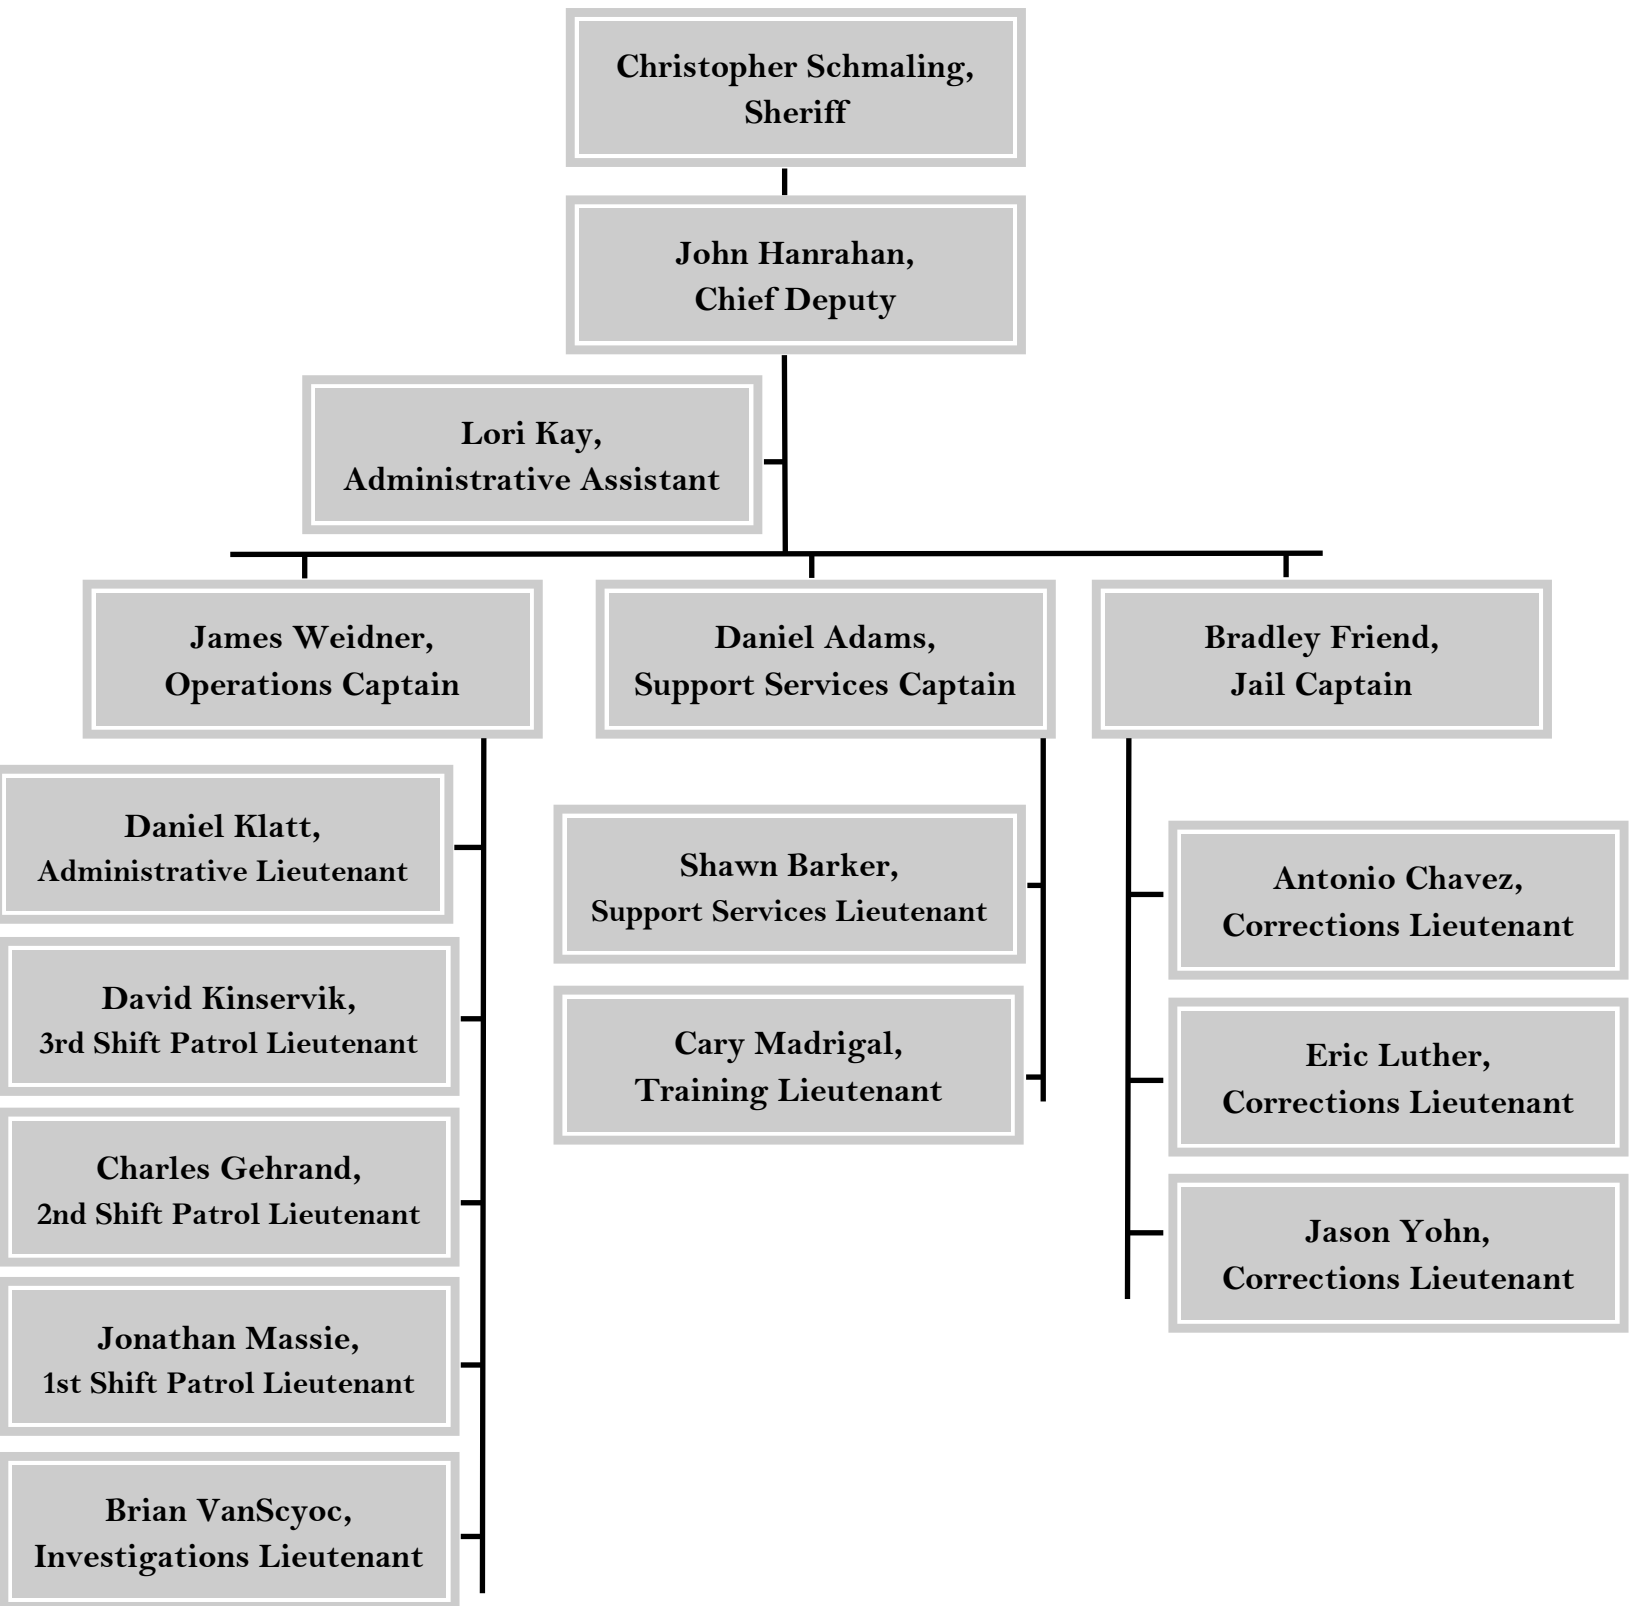 Christopher Schmaling,
Sheriff
John Hanrahan,
Chief Deputy
Lori Kay,
Administrative Assistant
James Weidner,
Operations Captain
Daniel Klatt,
Administrative Lieutenant
David Kinservik,
3rd Shift Patrol Lieutenant
Charles Gehrand,
2nd Shift Patrol Lieutenant
Jonathan Massie,
1st Shift Patrol Lieutenant
Brian VanScyoc,
Investigations Lieutenant
Daniel Adams,
Support Services Captain
Shawn Barker,
Support Services Lieutenant
Cary Madrigal,
Training Lieutenant
Bradley Friend,
Jail Captain
Antonio Chavez,
Corrections Lieutenant
Eric Luther,
Corrections Lieutenant
Jason Yohn,
Corrections Lieutenant